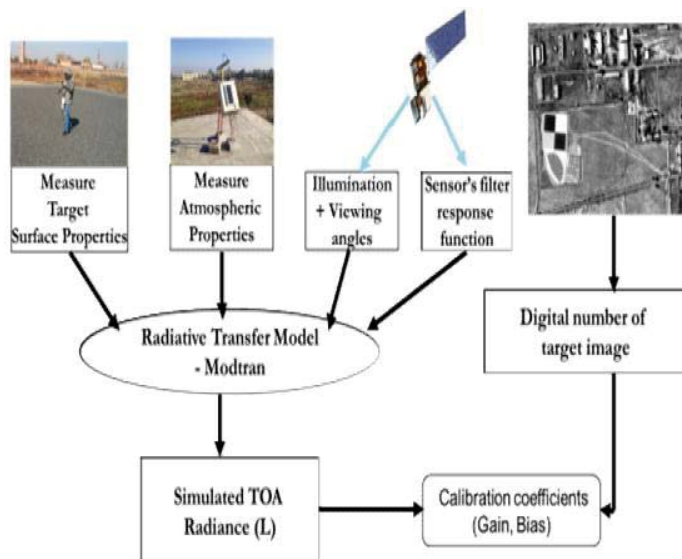 Measure
Target
Surface Properties
Measure
Atmospheric
Properties
Illumination
+ Viewing
angles
Sensor's filter
response
function
Radiative Transfer Model
- Modtran
Digital number of
target image
Simulated TOA
Radiance (L)
Calibration coefficients
(Gain, Bias)